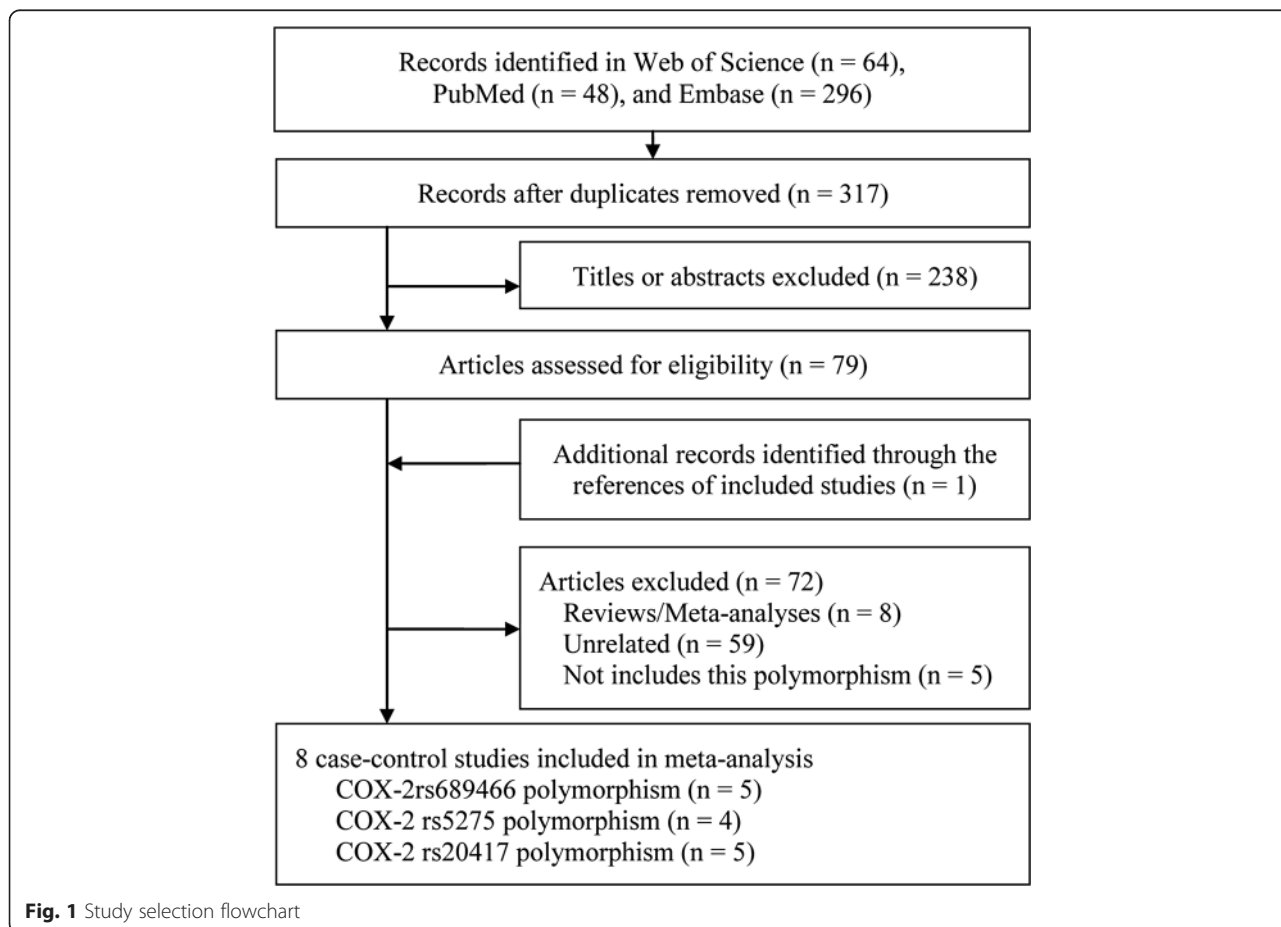 Records identified in Web of Science (n = 64),
PubMed (n = 48), and Embase (n = 296)
Records after duplicates removed (n = 317)
Titles or abstracts excluded (n = 238)
Articles assessed for eligibility (n = 79)
Additional records identified through the
references of included studies (n = 1)
Articles excluded (n = 72)
Reviews/Meta-analyses (n = 8)
Unrelated (n = 59)
Not includes this polymorphism (n = 5)
8 case-control studies included in meta-analysis
COX-2rs689466 polymorphism (n = 5)
COX-2 rs5275 polymorphism (n = 4)
COX-2 rs20417 polymorphism (n = 5)
Fig. 1 Study selection flowchart